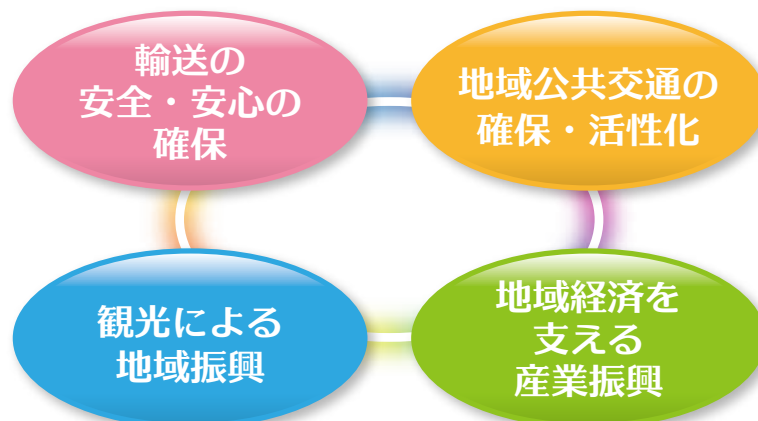 輸送の
安全・安心の
確保
地域公共交通の
確保・活性化
観光による
地域振興
地域経済を
支える
産業振興